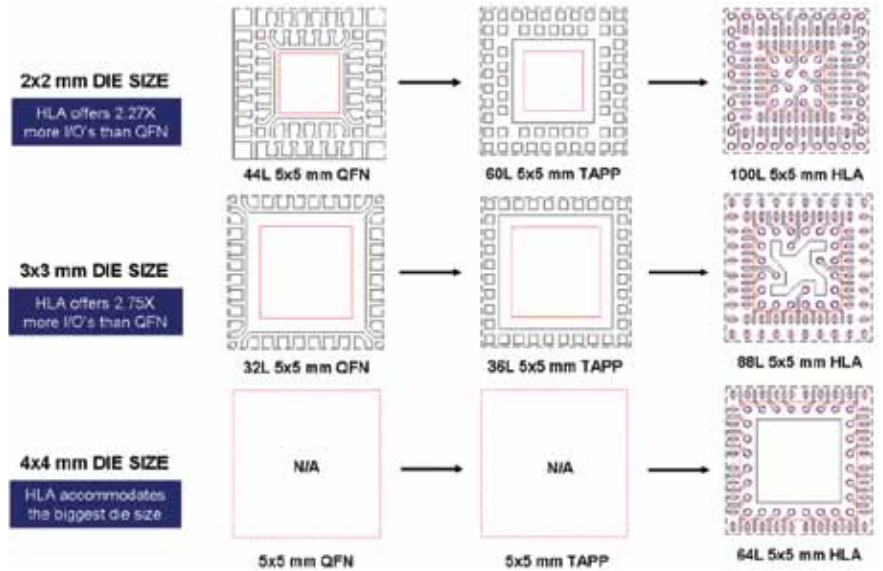 2x2 mm DIE SIZE
HLA offers 2.27X
more I/O's than QFN
44L 5x5 mm QFN
60L 5x5 mm TAPP
100L 5x5 mm HLA
3x3 mm DIE SIZE
HLA offers 2.75X
more I/O's than QFN
32L 5x5 mm QFN
36L 5x5 mm TAPP
88L 5x5 mm HLA
4x4 mm DIE SIZE
HLA accommodates
the biggest die size
N/A
N/A
5x5 mm QFN
5x5 mm TAPP
64L 5x5 mm HLA